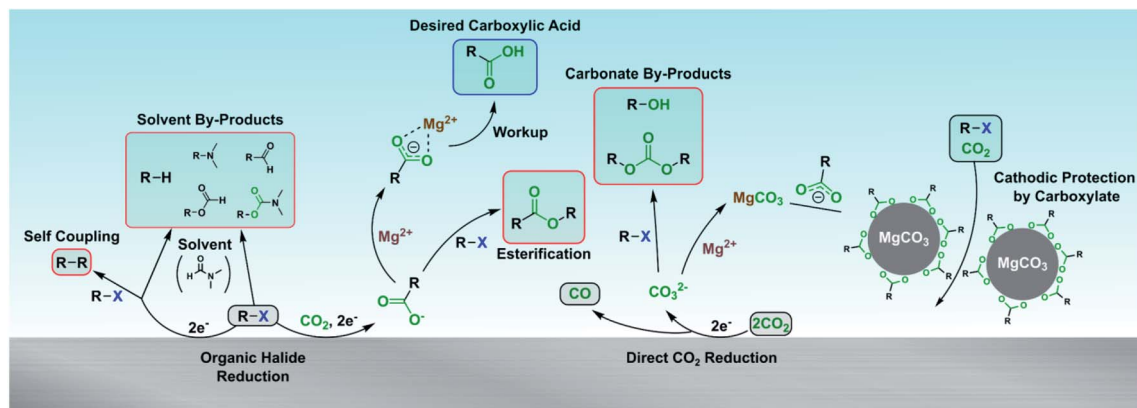 Desired Carboxylic Acid
R
OH
O
Workup
Solvent By-Products
R-H
R
N
R
O
H
O
R
O
H
O
R
O
N
Solvent
O
H
N
Self Coupling
R-R
R-X
2e⁻
R-X
CO₂, 2e⁻
Organic Halide
Reduction
Mg²⁺
O
O
R
Mg²⁺
R
O
O⁻
R-X
O
R
O
R
Esterification
Carbonate By-Products
R-OH
O
R
O
O
R
R-X
CO₃²⁻
Mg²⁺
MgCO₃
R
O
O
CO
2e⁻
2CO₂
Direct CO₂ Reduction
R-X
CO₂
Cathodic Protection
by Carboxylate
MgCO₃
MgCO₃